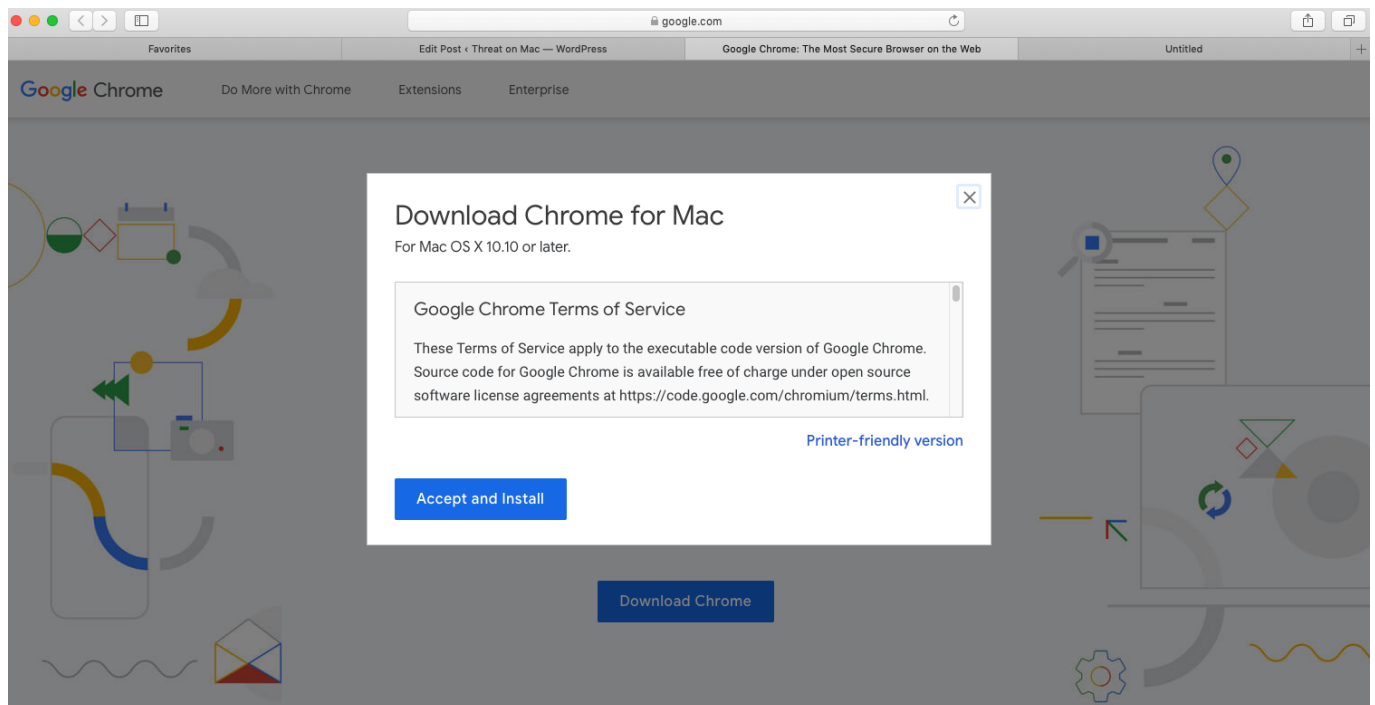 google.com
Favorites
Edit Post ‹ Threat on Mac — WordPress
Google Chrome: The Most Secure Browser on the Web
Untitled
Google Chrome
Do More with Chrome
Extensions
Enterprise
Download Chrome for Mac
For Mac OS X 10.10 or later.
Google Chrome Terms of Service
These Terms of Service apply to the executable code version of Google Chrome.
Source code for Google Chrome is available free of charge under open source
software license agreements at https://code.google.com/chromium/terms.html.
Printer-friendly version
Accept and Install
Download Chrome